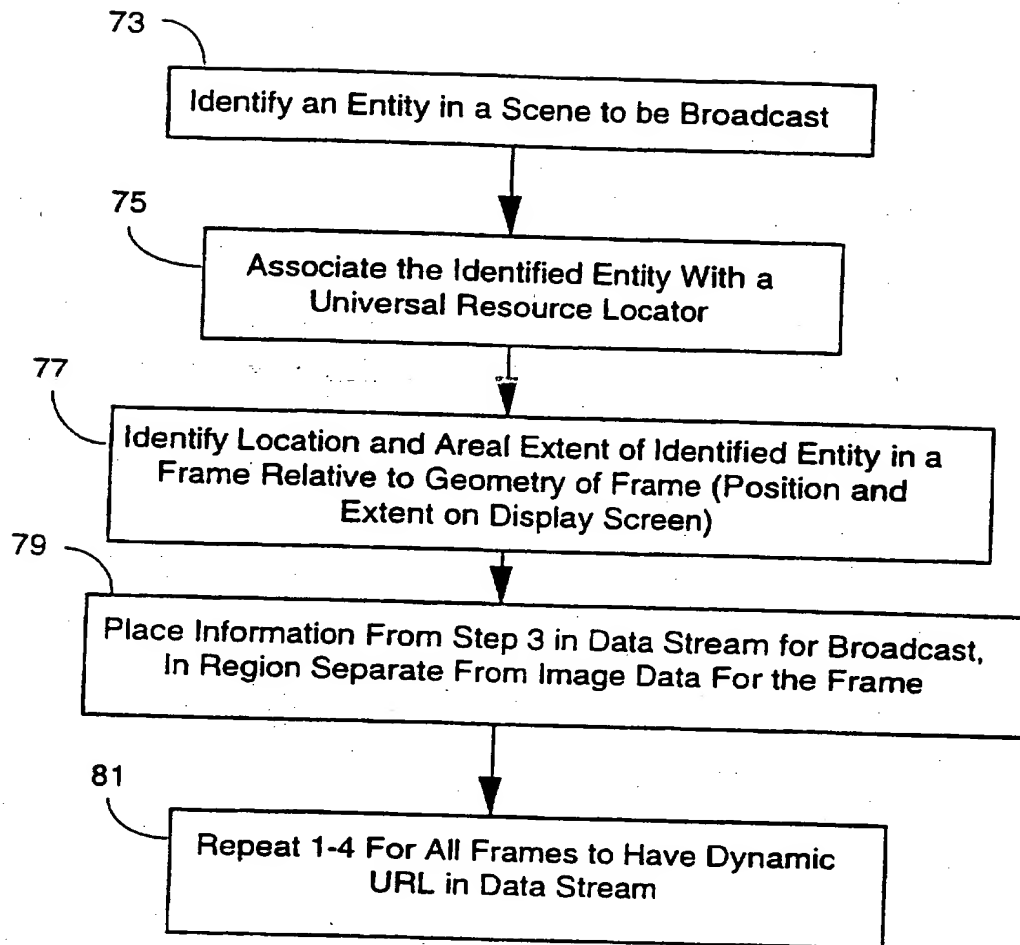 73
Identify an Entity in a Scene to be Broadcast
75
Associate the Identified Entity With a
Universal Resource Locator
77
Identify Location and Areal Extent of Identified Entity in a
Frame Relative to Geometry of Frame (Position and
Extent on Display Screen)
79
Place Information From Step 3 in Data Stream for Broadcast,
In Region Separate From Image Data For the Frame
81
Repeat 1-4 For All Frames to Have Dynamic
URL in Data Stream